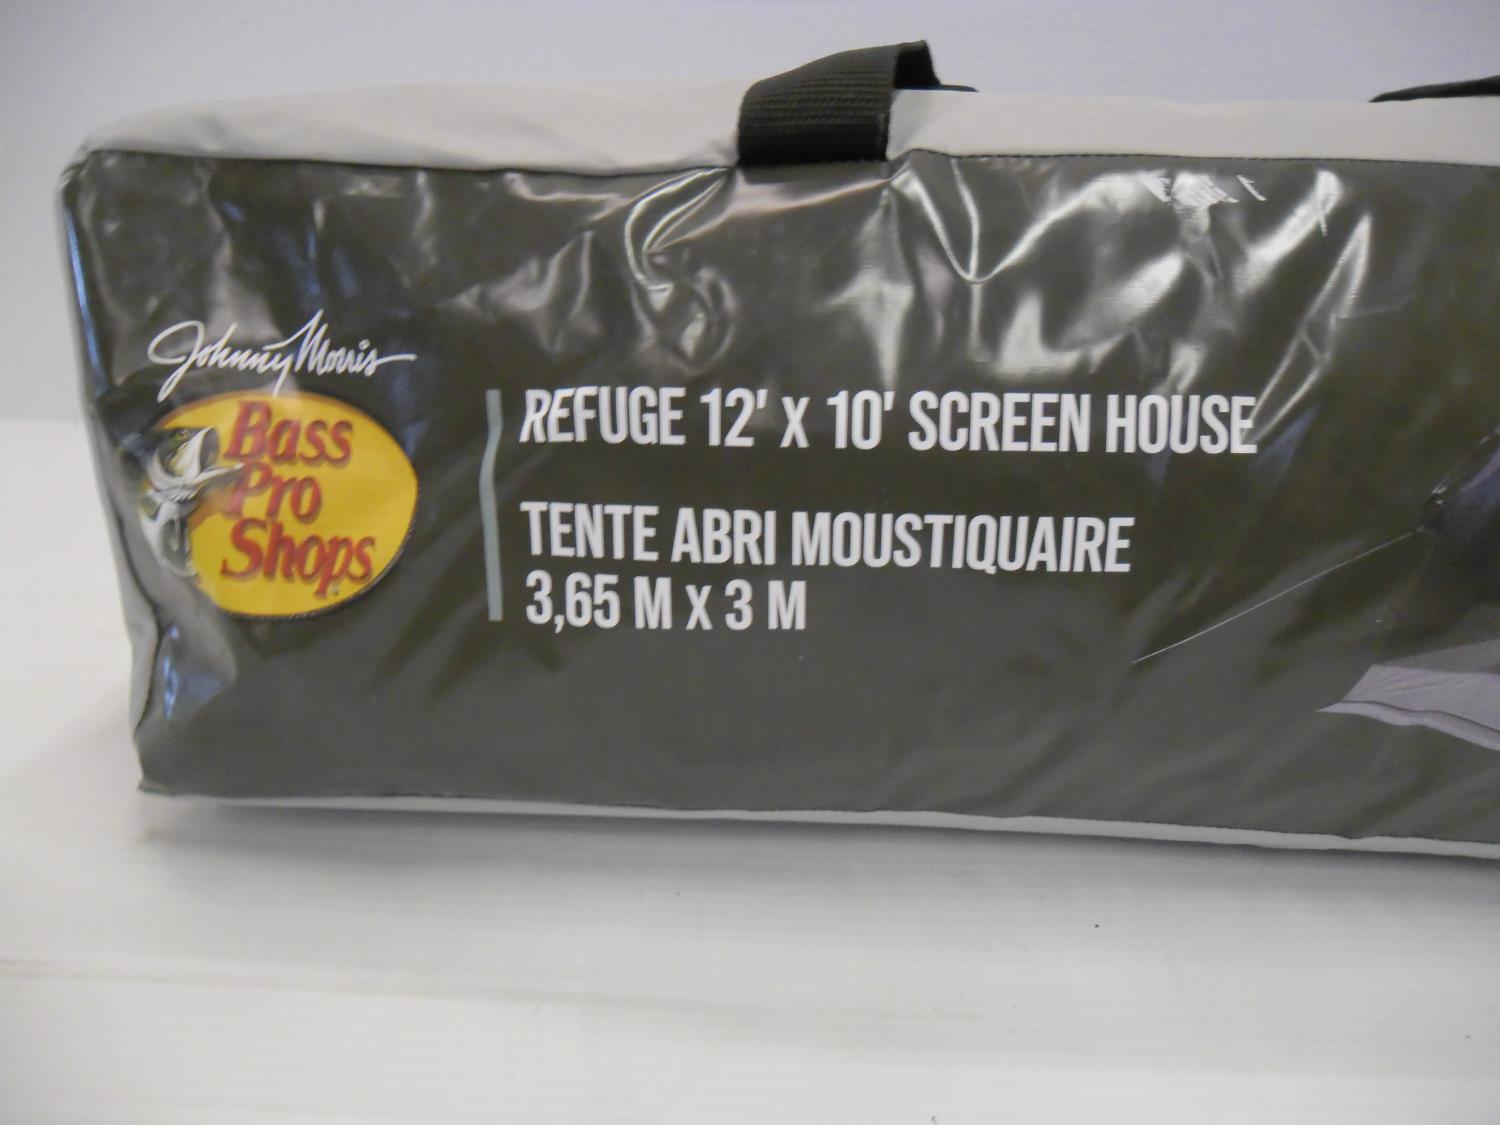 Johnny Morris
Bass
Pro
Shops
REFUGE 12' X 10' SCREEN HOUSE
TENTE ABRI MOUSTIQUAIRE
3,65 M X 3 M